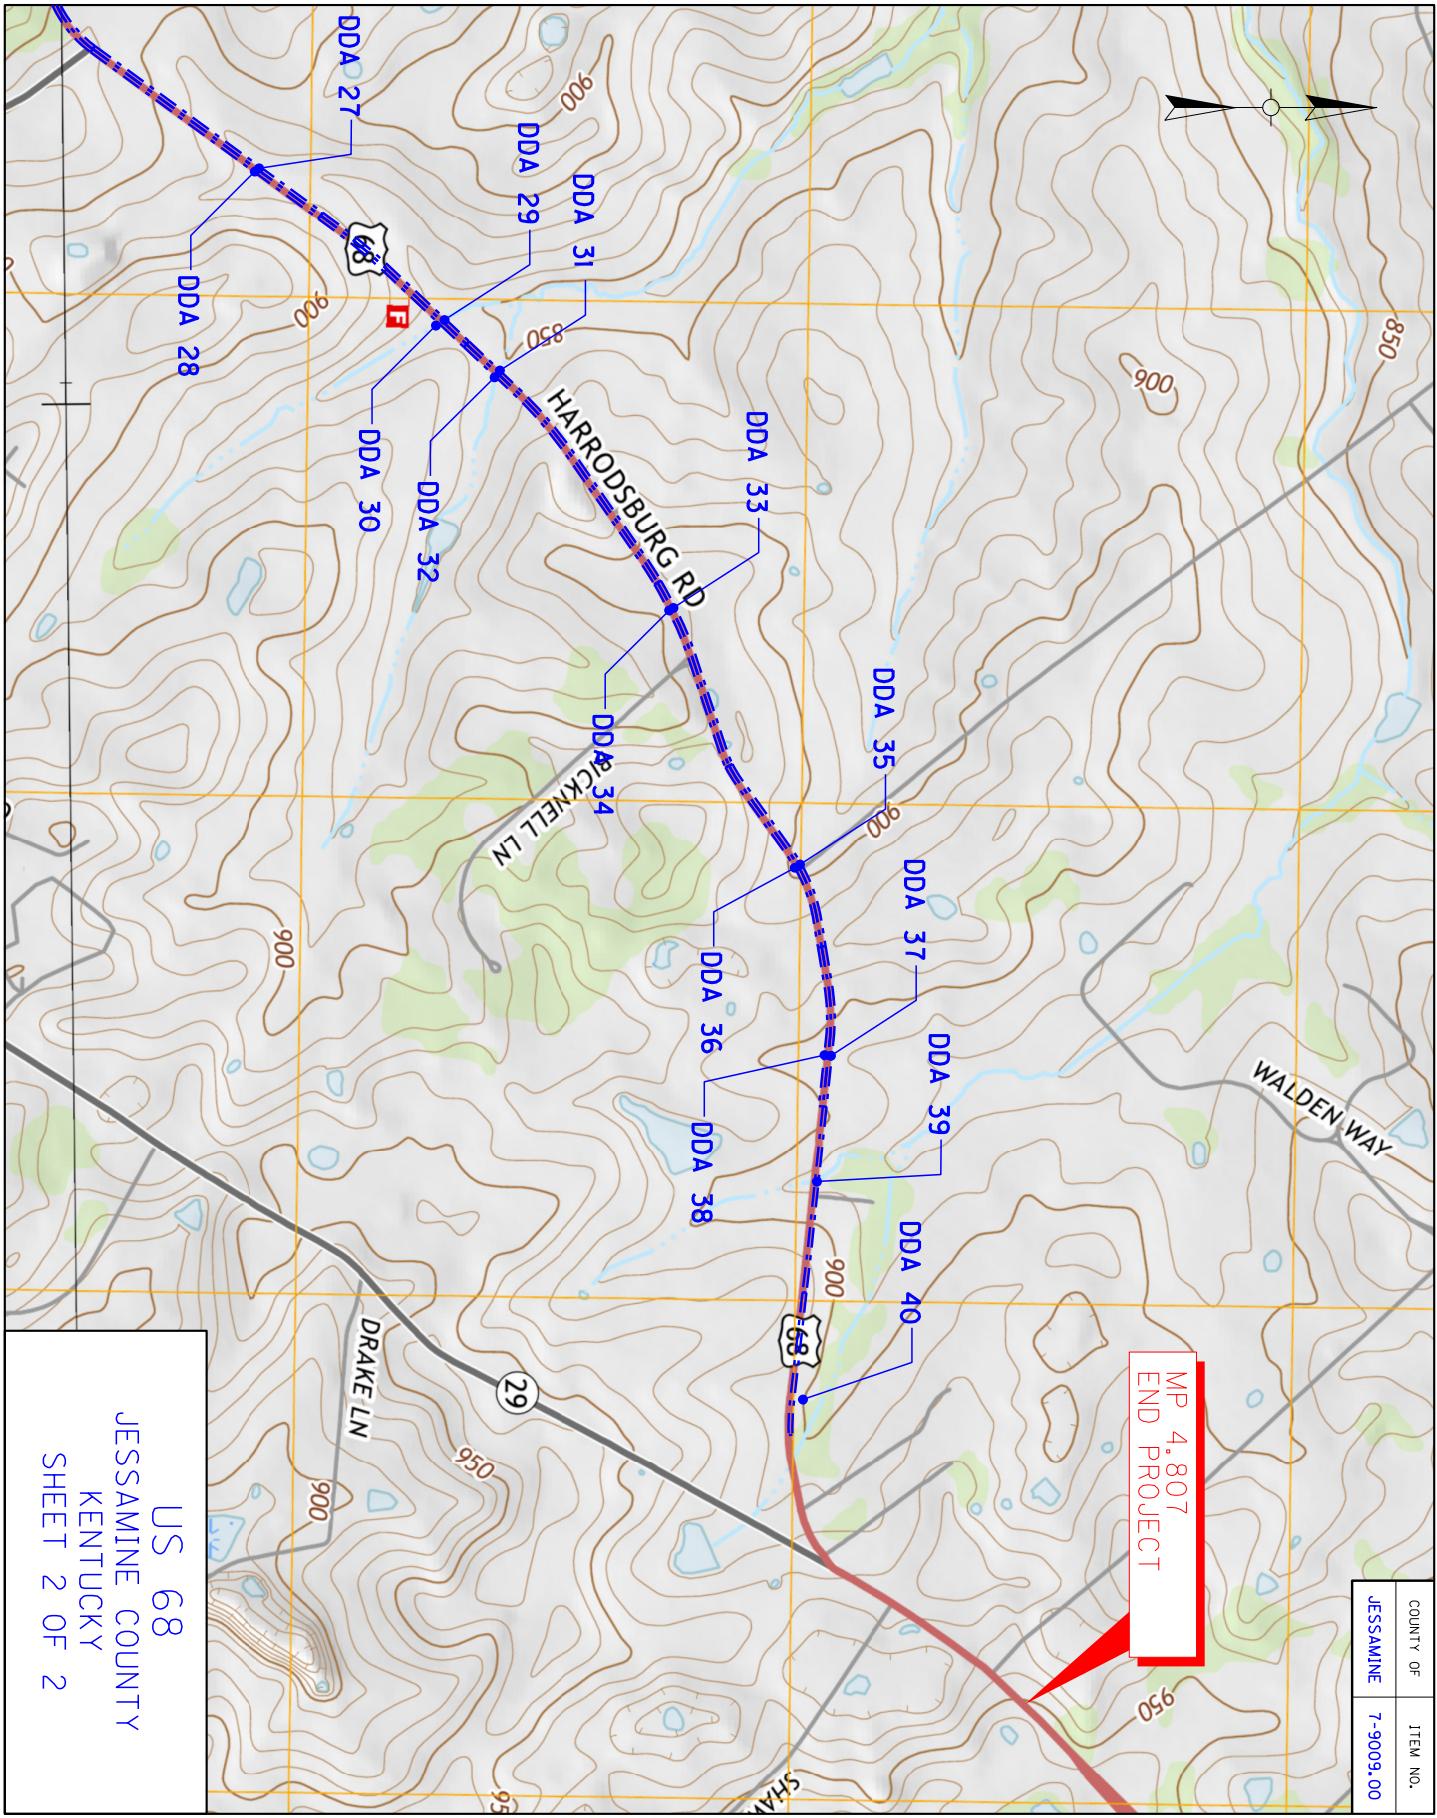 COUNTY OF
ITEM NO.
JESSAMINE
7-9009.00
MP 4.807
END PROJECT
DDA 27
DDA 28
DDA 29
DDA 30
DDA 31
DDA 32
DDA 33
DDA 34
DDA 35
DDA 36
DDA 37
DDA 38
DDA 39
DDA 40
68
F
HARRODSBURG RD
BICKNELL LN
WALDEN WAY
68
29
DRAKE LN
900
900
850
900
850
900
900
900
950
900
950
US 68
JESSAMINE COUNTY
KENTUCKY
SHEET 2 OF 2